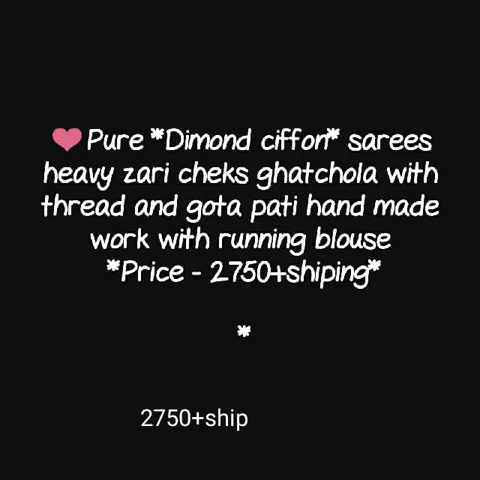 ❤Pure *Dimond ciffon* sarees
heavy zari cheks ghatchola with
thread and gota pati hand made
work with running blouse
*Price - 2750+shiping*
*
2750+ship